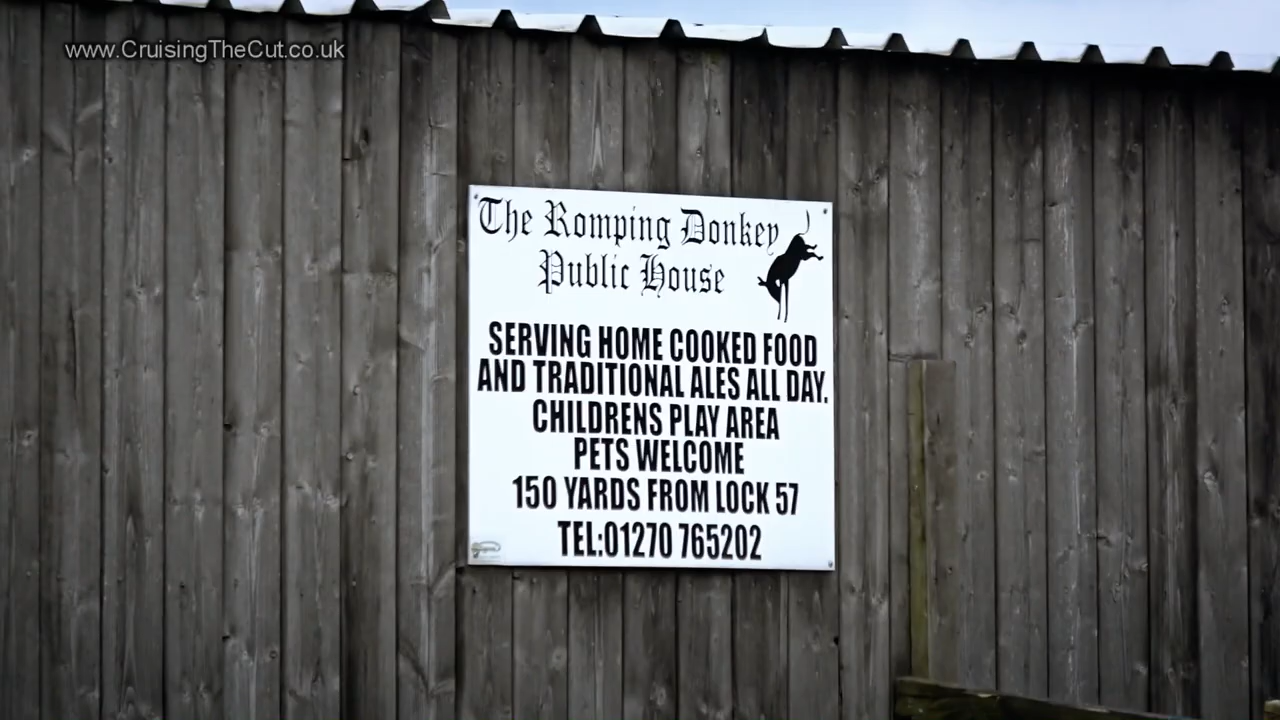 www.CruisingTheCut.co.uk
The Romping Donkey
Public House
SERVING HOME COOKED FOOD
AND TRADITIONAL ALES ALL DAY.
CHILDRENS PLAY AREA
PETS WELCOME
150 YARDS FROM LOCK 57
TEL:01270 765202